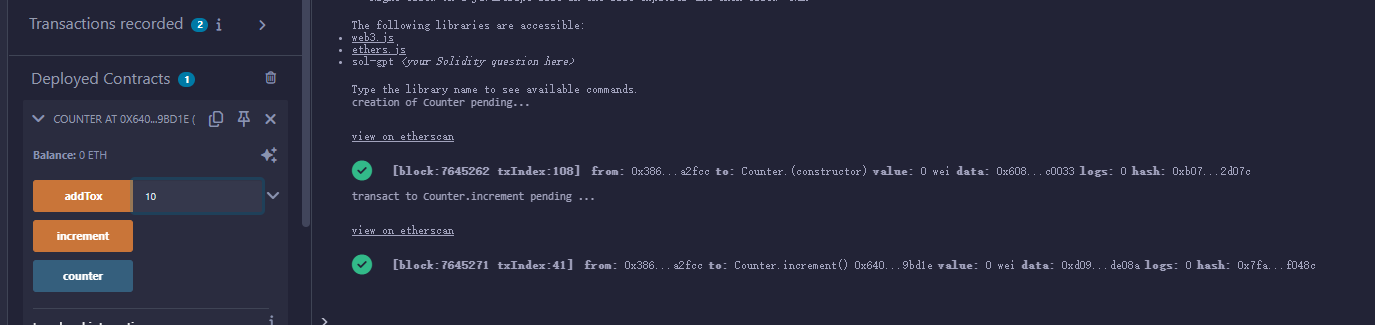 Transactions recorded 2 i
Deployed Contracts 1
COUNTER AT 0X640...9BD1E (
Balance: 0 ETH
addTox 10
increment
counter
The following libraries are accessible:
web3.js
ethers.js
sol-gpt <your Solidity question here>
Type the library name to see available commands.
creation of Counter pending...
view on etherscan
[block:7645262 txIndex:108] from: 0x386...a2fcc to: Counter.(constructor) value: 0 wei data: 0x608...c0033 logs: 0 hash: 0xb07...2d07c
transact to Counter.increment pending ...
view on etherscan
[block:7645271 txIndex:41] from: 0x386...a2fcc to: Counter.increment() 0x640...9bd1e value: 0 wei data: 0xd09...de08a logs: 0 hash: 0x7fa...f048c
>